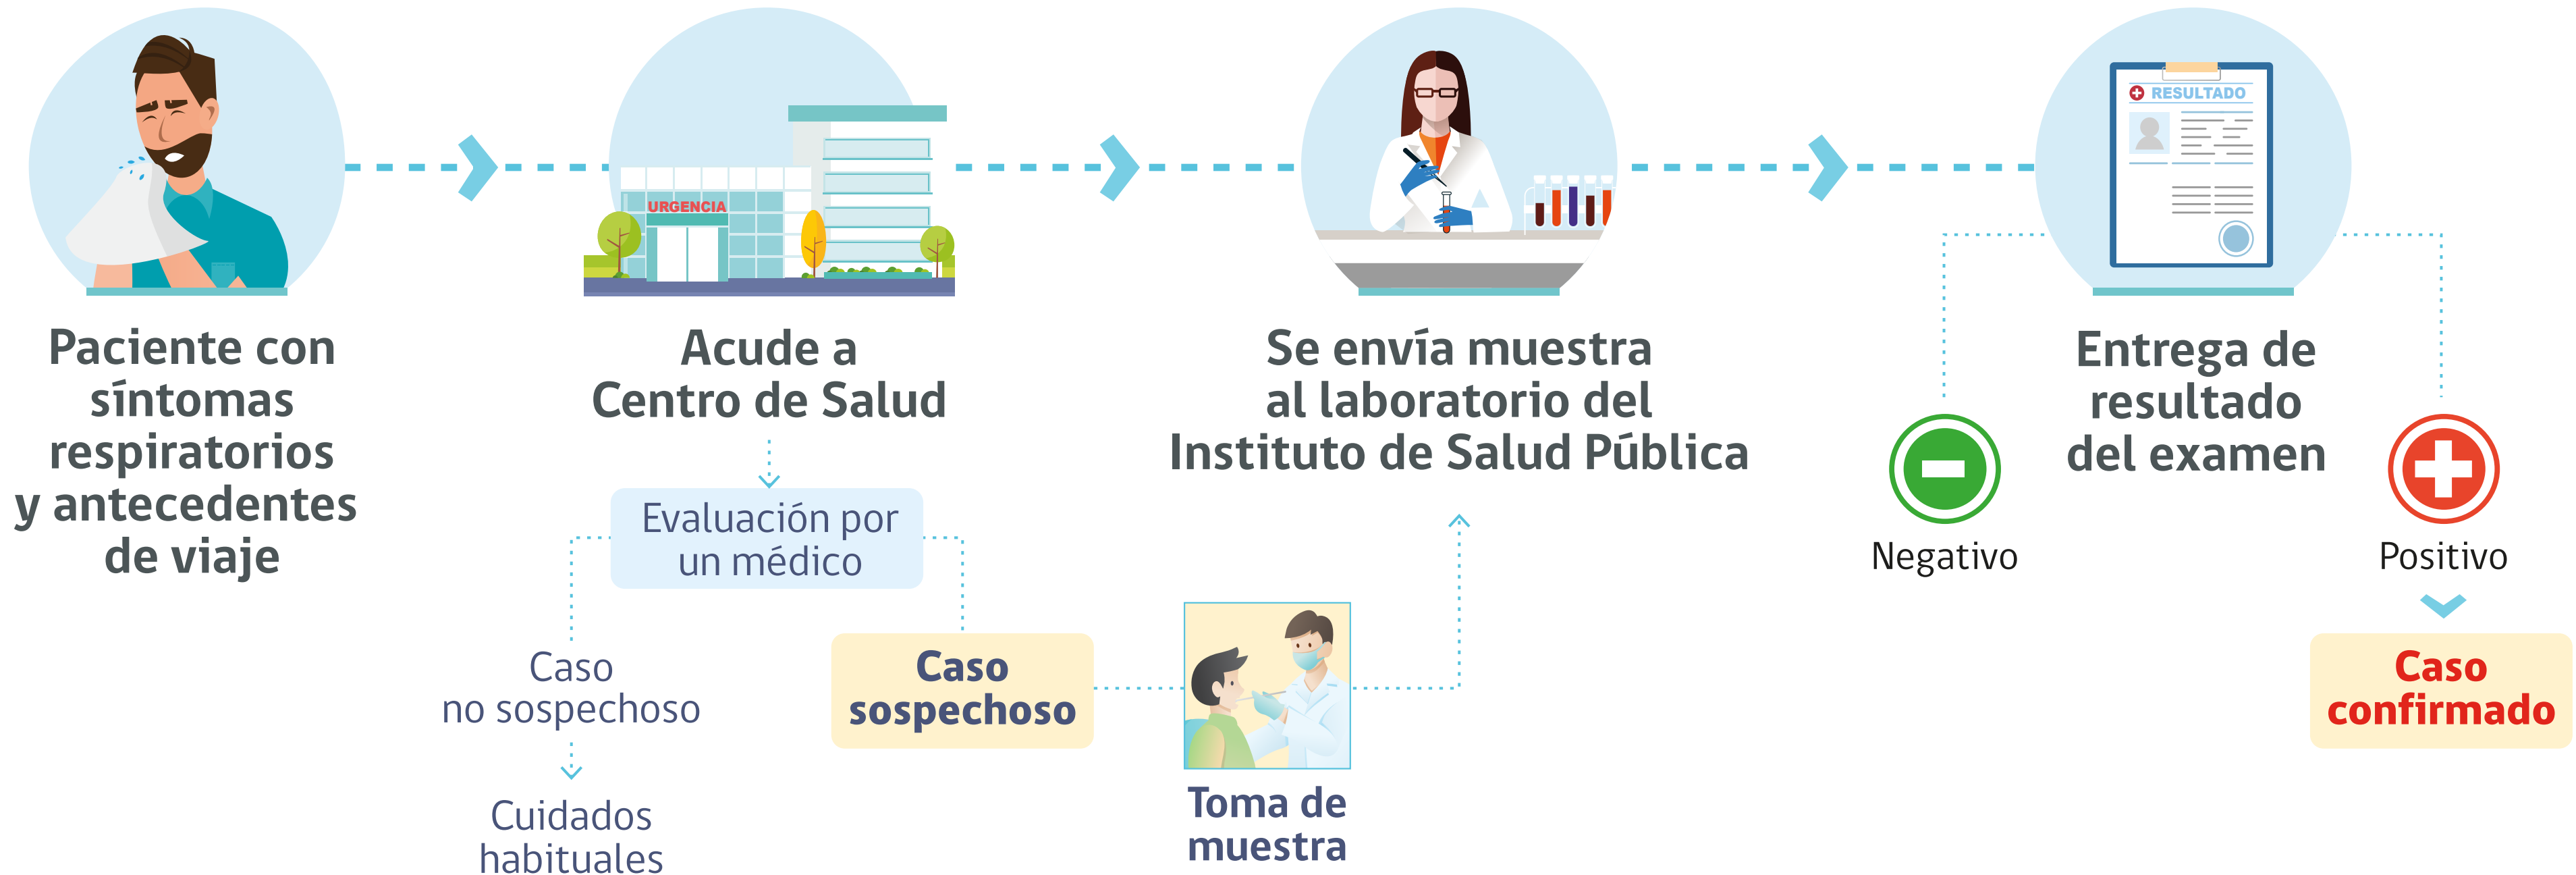 URGENCIA
RESULTADO
Paciente con
síntomas
respiratorios
y antecedentes
de viaje
Acude a
Centro de Salud
Evaluación por
un médico
Caso
no sospechoso
Cuidados
habituales
Caso
sospechoso
Toma de
muestra
Se envía muestra
al laboratorio del
Instituto de Salud Pública
Entrega de
resultado
del examen
Negativo
Positivo
Caso
confirmado